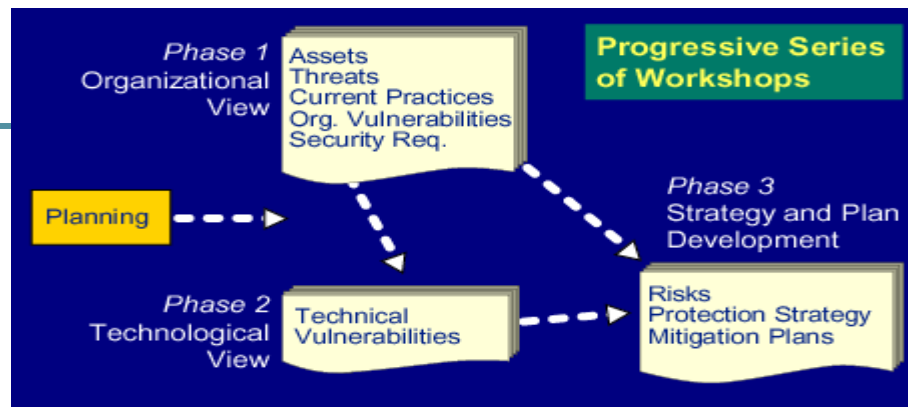 Phase 1
Organizational
View
Assets
Threats
Current Practices
Org. Vulnerabilities
Security Req.
Progressive Series
of Workshops
Planning
Phase 2
Technological
View
Technical
Vulnerabilities
Phase 3
Strategy and Plan
Development
Risks
Protection Strategy
Mitigation Plans